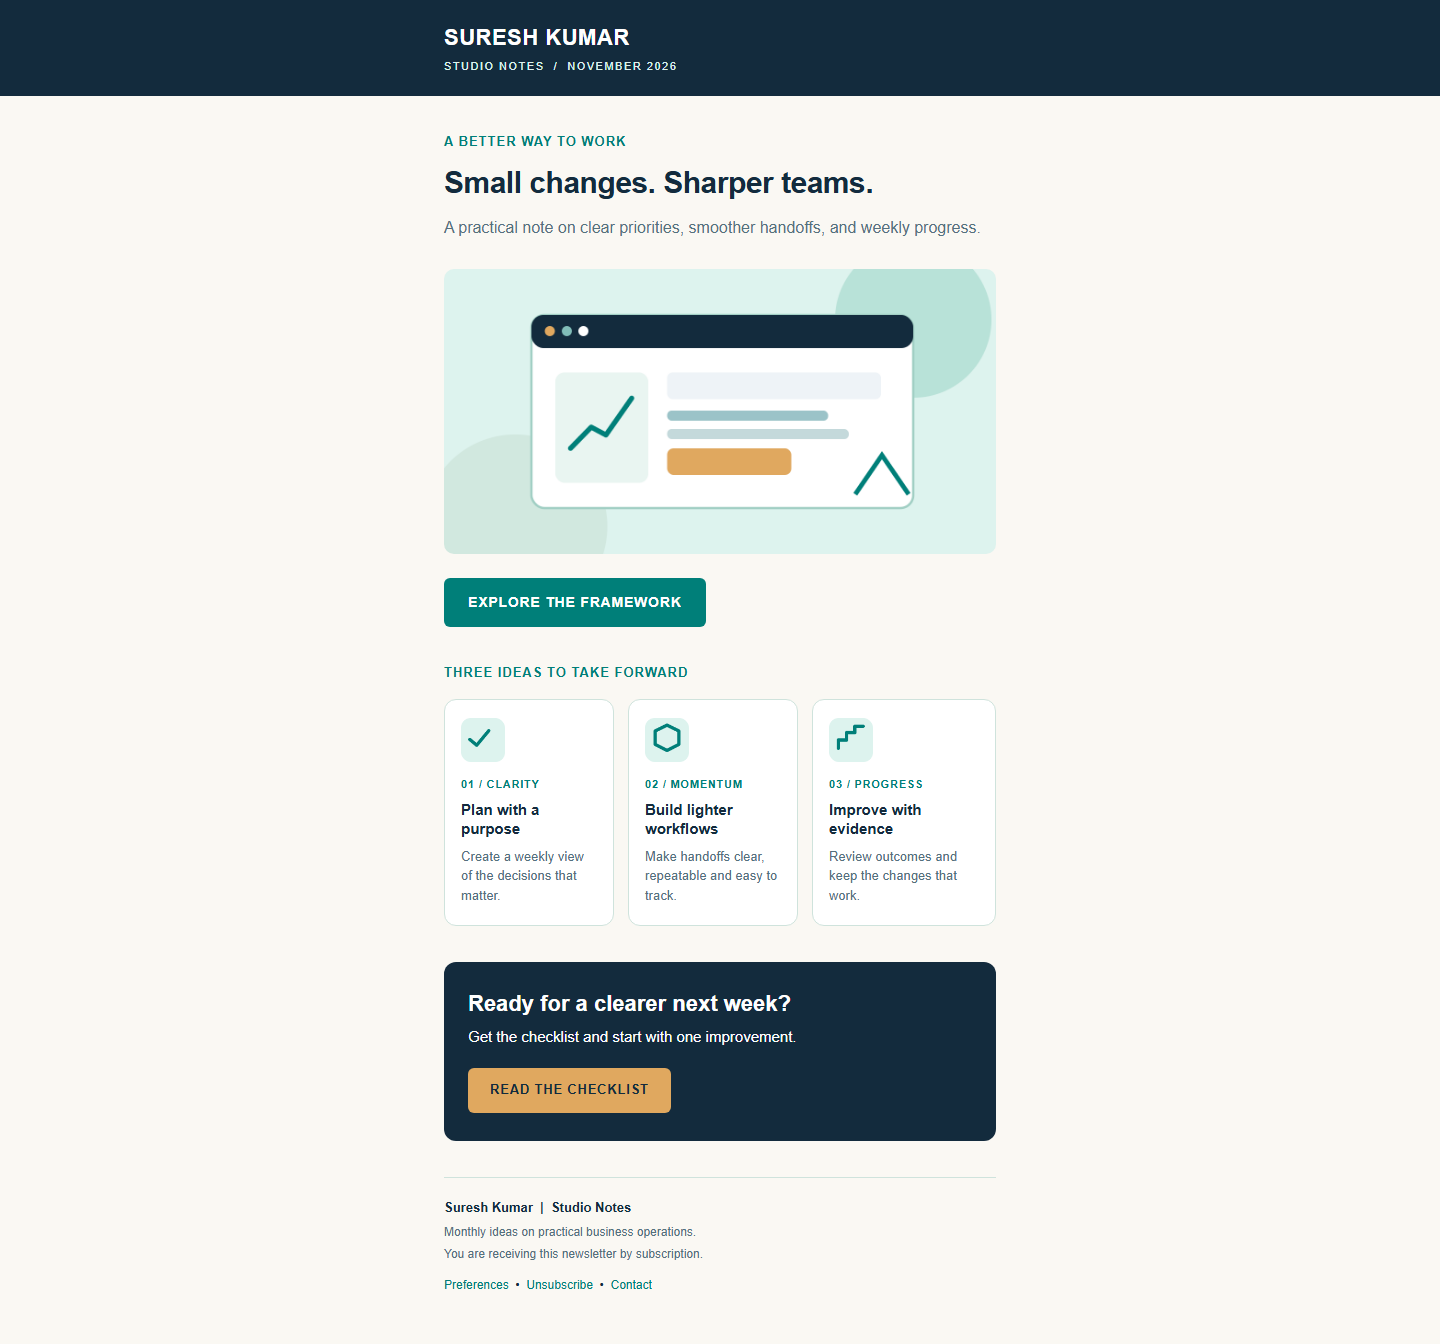 SURESH KUMAR
STUDIO NOTES / NOVEMBER 2026
A BETTER WAY TO WORK
Small changes. Sharper teams.
A practical note on clear priorities, smoother handoffs, and weekly progress.
EXPLORE THE FRAMEWORK
THREE IDEAS TO TAKE FORWARD
01 / CLARITY
Plan with a
purpose
Create a weekly view
of the decisions that
matter.
02 / MOMENTUM
Build lighter
workflows
Make handoffs clear,
repeatable and easy to
track.
03 / PROGRESS
Improve with
evidence
Review outcomes and
keep the changes that
work.
Ready for a clearer next week?
Get the checklist and start with one improvement.
READ THE CHECKLIST
Suresh Kumar | Studio Notes
Monthly ideas on practical business operations.
You are receiving this newsletter by subscription.
Preferences • Unsubscribe • Contact